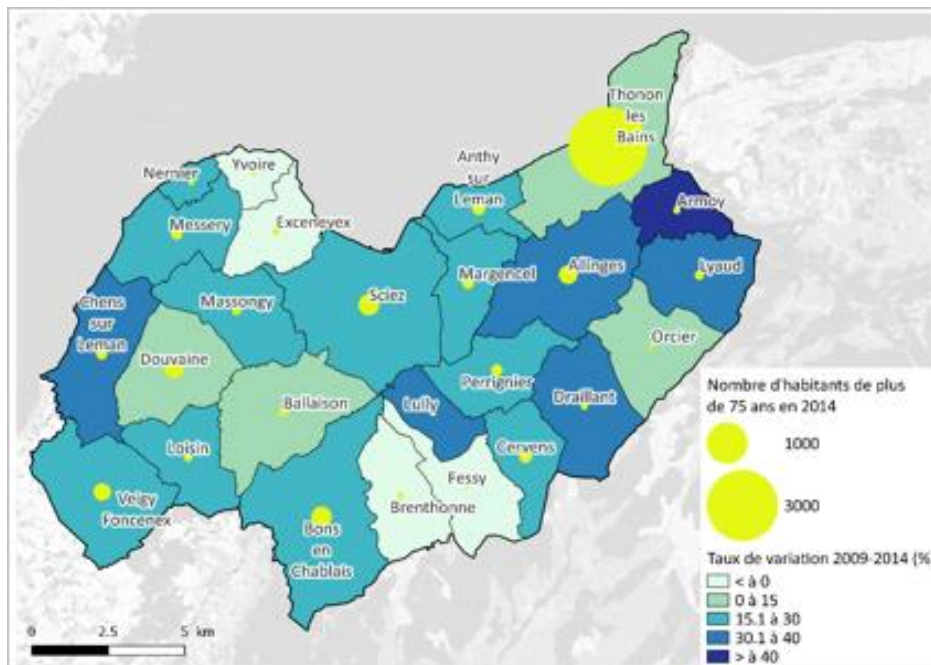 Thonon
les
Bains
Yvoire
Nernier
Anthy
sur
Leman
Armoy
Messery
Exceneyex
Lyaud
Allinges
Margencel
Sciez
Massongy
Chens
sur
Leman
Orcier
Douvaine
Perrignier
Draillant
Ballaison
Lully
Loisin
Cervens
Fessy
Veigy
Foncenex
Brenthonne
Bons
en
Chablais
Nombre d'habitants de plus
de 75 ans en 2014
1000
3000
Taux de variation 2009-2014 (%
< à 0
0 à 15
15.1 à 30
30.1 à 40
> à 40
0 2.5 5 km